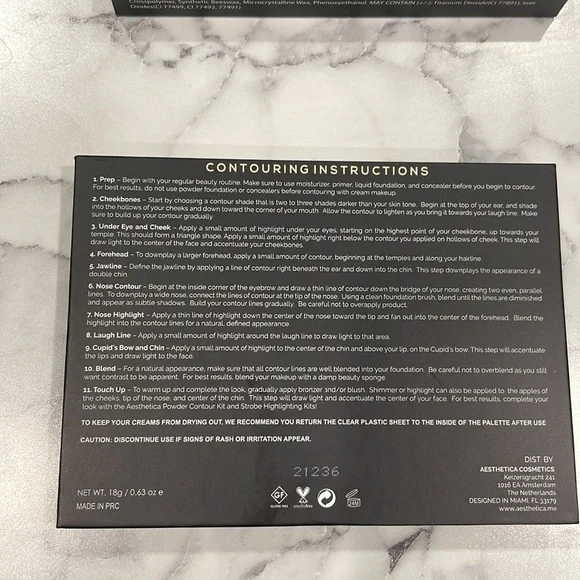 Crosspolymer, Synthetic Beeswax, Microcrystalline Wax, Phenoxyethanol. MAY CONTAIN (+/-): Titanium Dioxide(CI 77891), Iron
Oxides(CI 77499, CI 77492, 77491)
CONTOURING INSTRUCTIONS
1. Prep – Begin with your regular beauty routine. Make sure to use moisturizer, primer, liquid foundation, and concealer before you begin to contour.
For best results, do not use powder foundation or concealers before contouring with cream makeup.
2. Cheekbones – Start by choosing a contour shade that is two to three shades darker than your skin tone. Begin at the top of your ear, and shade
into the hollows of your cheeks and down toward the corner of your mouth. Allow the contour to lighten as you bring it towards your laugh line. Make
sure to build up your contour gradually.
3. Under Eye and Cheek – Apply a small amount of highlight under your eyes, starting on the highest point of your cheekbone, up towards your
temple. This should form a triangle shape. Apply a small amount of highlight right below the contour you applied on hollows of cheek. This step will
draw light to the center of the face and accentuate your cheekbones.
4. Forehead – To downplay a larger forehead, apply a small amount of contour, beginning at the temples and along your hairline
5. Jawline – Define the jawline by applying a line of contour right beneath the ear and down into the chin. This step downplays the appearance of a
double chin.
6. Nose Contour – Begin at the inside corner of the eyebrow and draw a thin line of contour down the bridge of your nose, creating two even, parallel
lines. To downplay a wide nose, connect the lines of contour at the tip of the nose. Using a clean foundation brush, blend until the lines are diminished
and appear as subtle shadows. Build your contour lines gradually. Be careful not to overapply product.
7. Nose Highlight – Apply a thin line of highlight down the center of the nose toward the tip and fan out into the center of the forehead. Blend the
highlight into the contour lines for a natural, defined appearance
8. Laugh Line – Apply a small amount of highlight around the laugh line to draw light to that area.
9. Cupid's Bow and Chin – Apply a small amount of highlight to the center of the chin and above your lip, on the Cupid's bow. This step will accentuate
the lips and draw light to the face.
10. Blend – For a natural appearance, make sure that all contour lines are well blended into your foundation. Be careful not to overblend as you still
want contrast to be apparent. For best results, blend your makeup with a damp beauty sponge.
11. Touch Up – To warm up and complete the look, gradually apply bronzer and/or blush. Shimmer or highlight can also be applied to the apples of
the cheeks, tip of the nose, and center of the chin. This step will draw light and accentuate the center of your face. For best results, complete your
look with the Aesthetica Powder Contour Kit and Strobe Highlighting Kits!
TO KEEP YOUR CREAMS FROM DRYING OUT, WE RECOMMEND YOU RETURN THE CLEAR PLASTIC SHEET TO THE INSIDE OF THE PALETTE AFTER USE
CAUTION: DISCONTINUE USE IF SIGNS OF RASH OR IRRITATION APPEAR.
21236
NET WT. 18g / 0.63 oz e
MADE IN PRC
GF
GLUTEN-FREE
crueltyfree
24M
DIST. BY
AESTHETICA COSMETICS
Keizersgracht 241
1016 EA Amsterdam
The Netherlands
DESIGNED IN MIAMI, FL 33179
www.aesthetica.me